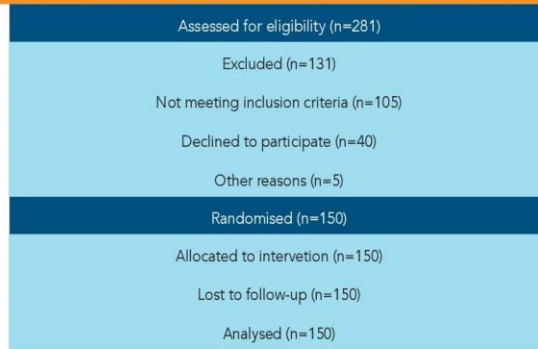 Assessed for eligibility (n=281)
Excluded (n=131)
Not meeting inclusion criteria (n=105)
Declined to participate (n=40)
Other reasons (n=5)
Randomised (n=150)
Allocated to intervetion (n=150)
Lost to follow-up (n=150)
Analysed (n=150)